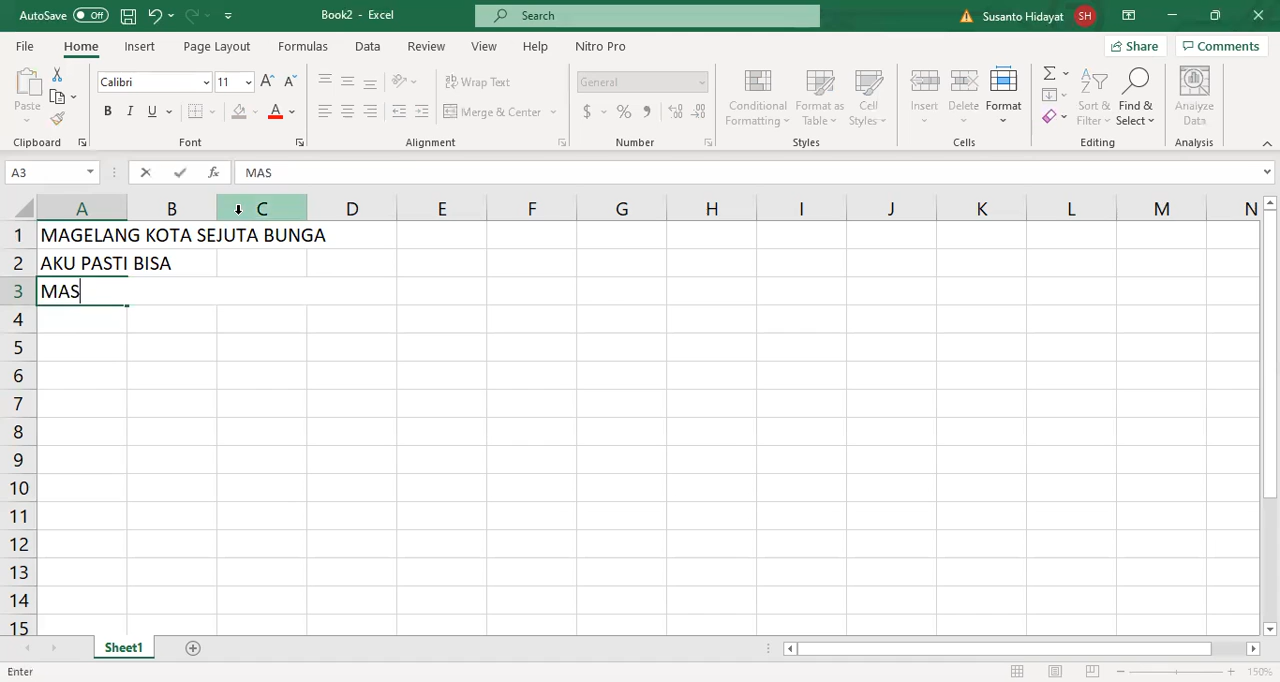 AutoSave Off Book2 - Excel Search Susanto Hidayat SH
File Home Insert Page Layout Formulas Data Review View Help Nitro Pro Share Comments
Calibri 11 Wrap Text General
Paste B I U Merge & Center $ % Conditional Formatting Format as Table Cell Styles Insert Delete Format Sort & Filter Find & Select Analyze Data
Clipboard Font Alignment Number Styles Cells Editing Analysis
A3 fx MAS
A B C D E F G H I J K L M N
1 MAGELANG KOTA SEJUTA BUNGA
2 AKU PASTI BISA
3 MAS
4
5
6
7
8
9
10
11
12
13
14
15
Sheet1
Enter 150%